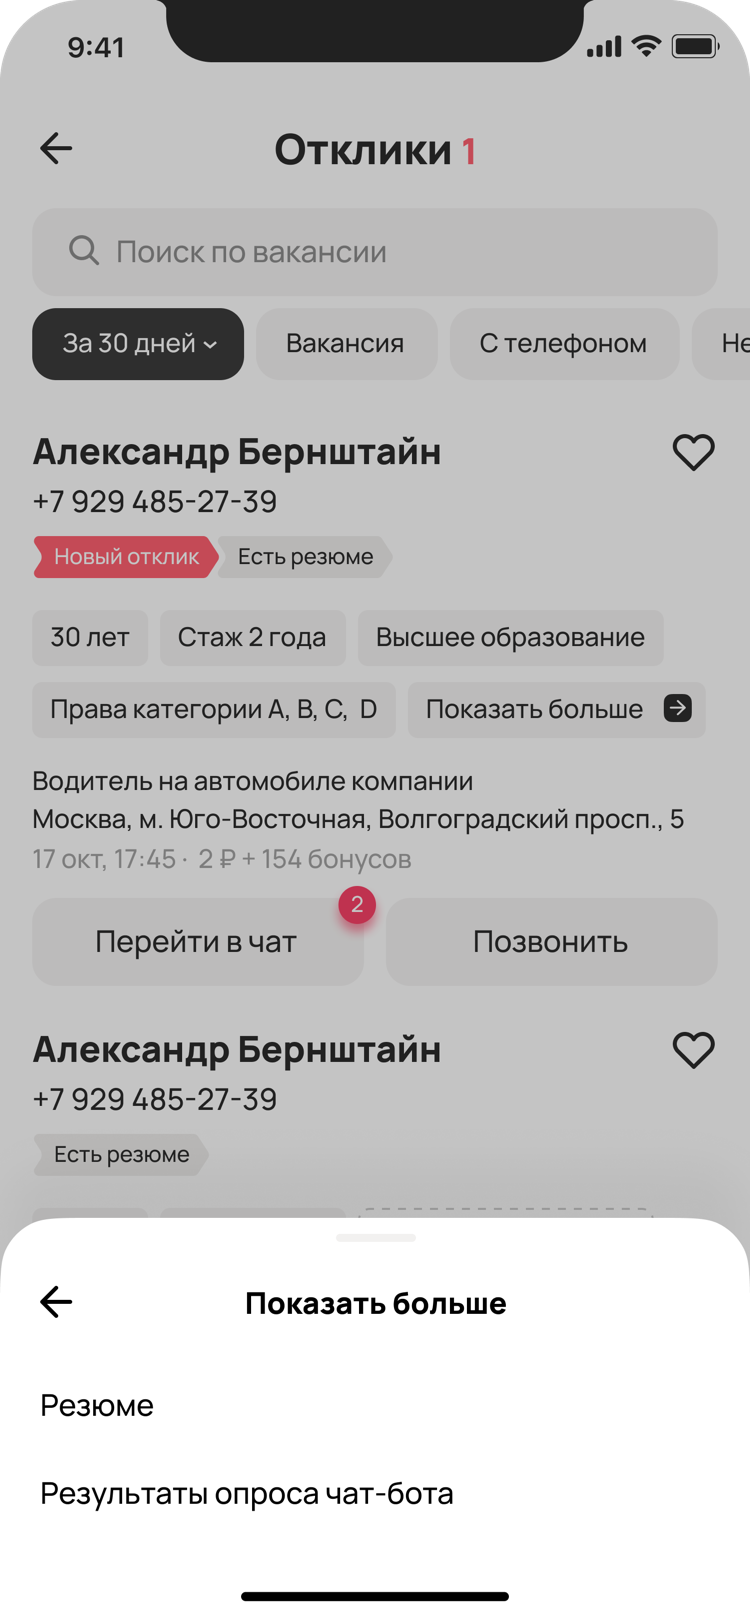 9:41
Отклики 1
Поиск по вакансии
За 30 дней Вакансия С телефоном Не
Александр Бернштайн
+7 929 485-27-39
Новый отклик Есть резюме
30 лет Стаж 2 года Высшее образование
Права категории А, В, С, D Показать больше
Водитель на автомобиле компании
Москва, м. Юго-Восточная, Волгоградский просп., 5
17 окт, 17:45 · 2 ₽ + 154 бонусов
2
Перейти в чат Позвонить
Александр Бернштайн
+7 929 485-27-39
Есть резюме
Показать больше
Резюме
Результаты опроса чат-бота